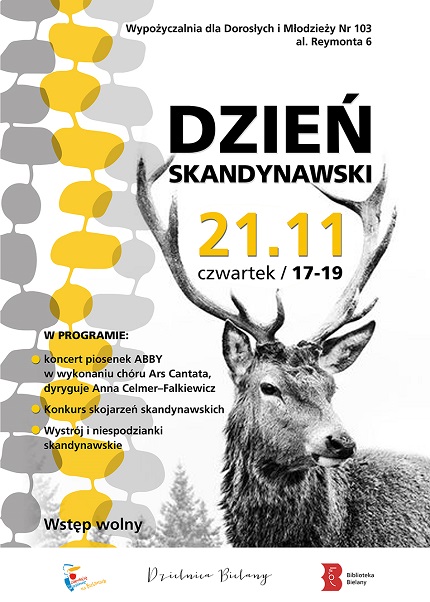 Wypożyczalnia dla Dorosłych i Młodzieży Nr 103
al. Reymonta 6
DZIEŃ
SKANDYNAWSKI
21.11
czwartek / 17-19
W PROGRAMIE:
koncert piosenek ABBY
w wykonaniu chóru Ars Cantata,
dyryguje Anna Celmer–Falkiewicz
Konkurs skojarzeń skandynawskich
Wystrój i niespodzianki
skandynawskie
Wstęp wolny
Dzielnica Bielany
Biblioteka
Bielany